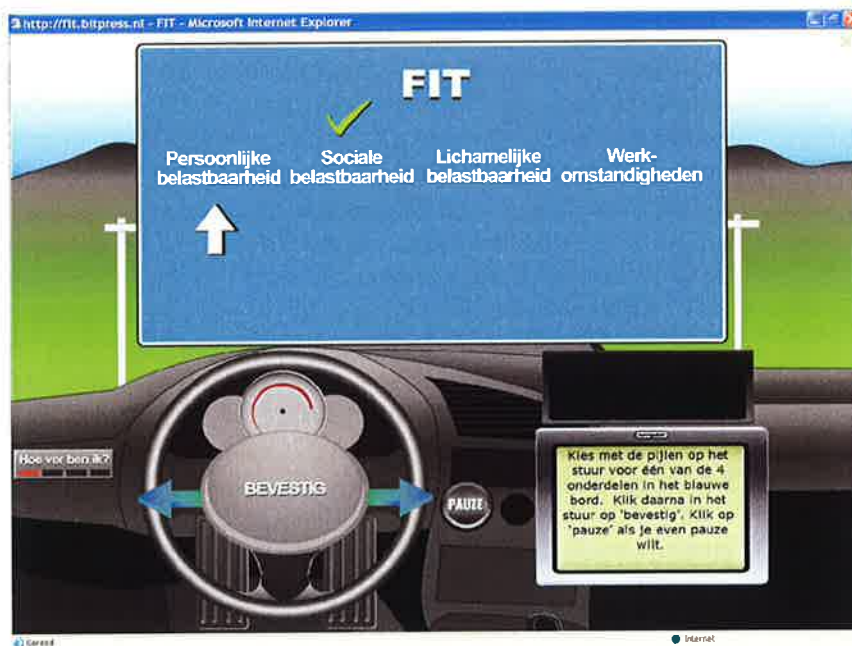 http://fit.bitpress.nl - FIT - Microsoft Internet Explorer
FIT
Persoonlijke belastbaarheid
Sociale belastbaarheid
Lichamelijke belastbaarheid
Werk-
omstandigheden
Hoe ver ben ik?
BEVESTIG
PAUZE
Kies met de pijlen op het
stuur voor één van de 4
onderdelen in het blauwe
bord. Klik daarna in het
stuur op 'bevestig'. Klik op
'pauze' als je even pauze
wilt.
Gereed
Internet